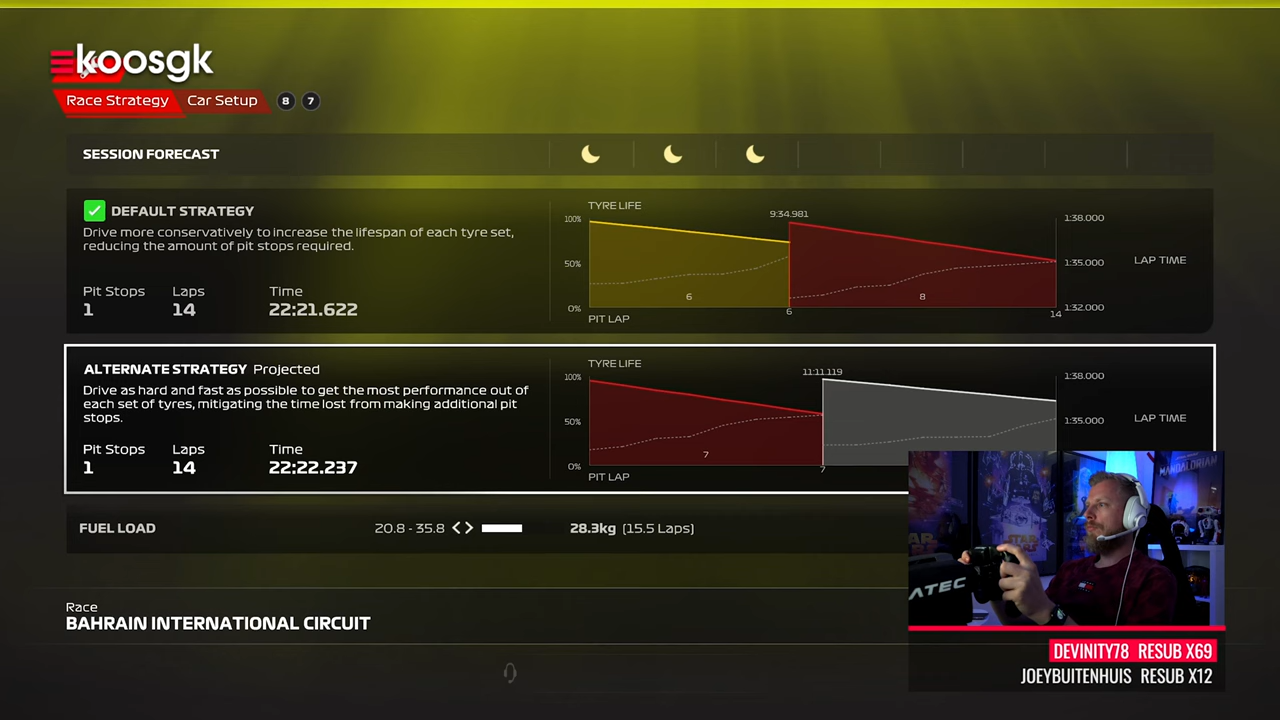 koosgk
Race Strategy Car Setup 8 7
SESSION FORECAST
DEFAULT STRATEGY
Drive more conservatively to increase the lifespan of each tyre set,
reducing the amount of pit stops required.
Pit Stops Laps Time
1 14 22:21.622
TYRE LIFE
9:34.981
100%
50%
0%
6 8
6
14
PIT LAP
1:38.000
1:35.000
1:32.000
LAP TIME
ALTERNATE STRATEGY Projected
Drive as hard and fast as possible to get the most performance out of
each set of tyres, mitigating the time lost from making additional pit
stops.
Pit Stops Laps Time
1 14 22:22.237
TYRE LIFE
11:11.119
100%
50%
0%
7
7
PIT LAP
1:38.000
1:35.000
LAP TIME
FUEL LOAD 20.8 - 35.8 28.3kg (15.5 Laps)
Race
BAHRAIN INTERNATIONAL CIRCUIT
MANDALORIAN
STAR WARS
ATEC
DEVINITY78 RESUB X69
JOEYBUITENHUIS RESUB X12